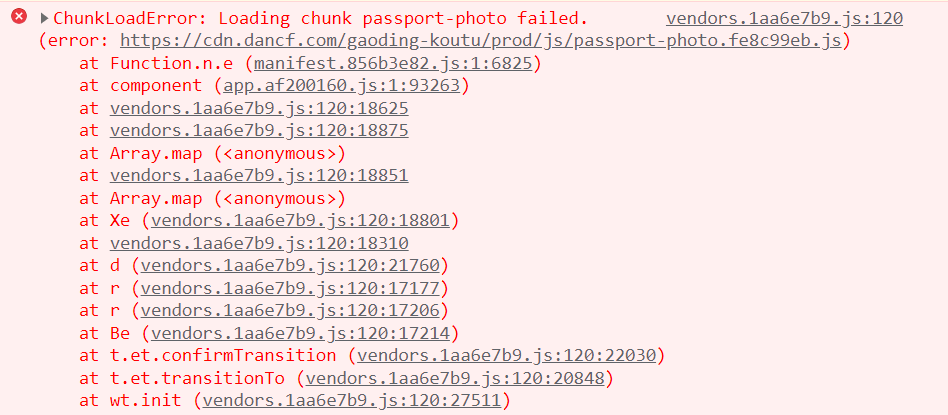 ChunkLoadError: Loading chunk passport-photo failed. vendors.1aa6e7b9.js:120
(error: https://cdn.dancf.com/gaoding-koutu/prod/js/passport-photo.fe8c99eb.js)
at Function.n.e (manifest.856b3e82.js:1:6825)
at component (app.af200160.js:1:93263)
at vendors.1aa6e7b9.js:120:18625
at vendors.1aa6e7b9.js:120:18875
at Array.map (<anonymous>)
at vendors.1aa6e7b9.js:120:18851
at Array.map (<anonymous>)
at Xe (vendors.1aa6e7b9.js:120:18801)
at vendors.1aa6e7b9.js:120:18310
at d (vendors.1aa6e7b9.js:120:21760)
at r (vendors.1aa6e7b9.js:120:17177)
at r (vendors.1aa6e7b9.js:120:17206)
at Be (vendors.1aa6e7b9.js:120:17214)
at t.et.confirmTransition (vendors.1aa6e7b9.js:120:22030)
at t.et.transitionTo (vendors.1aa6e7b9.js:120:20848)
at wt.init (vendors.1aa6e7b9.js:120:27511)